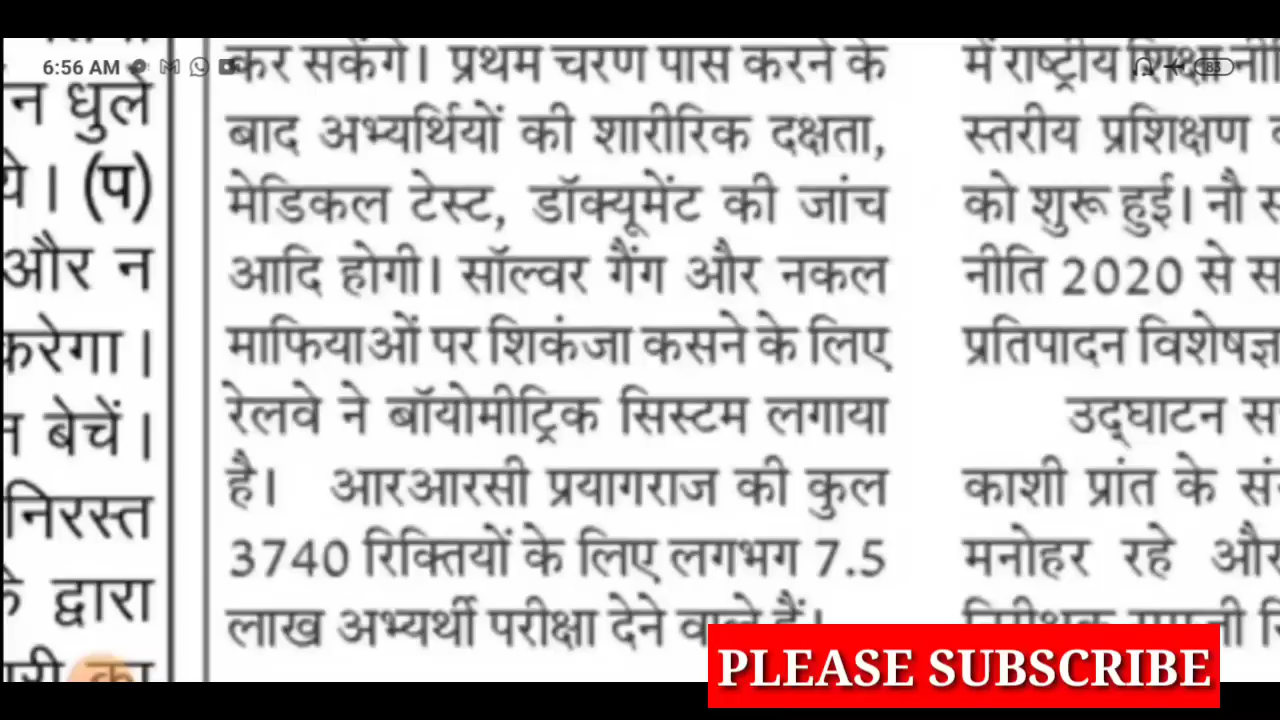 6:56 AM
83
न धुले
ये। (प)
और न
करेगा।
न बेचें।
निरस्त
के द्वारा
कर सकेंगे। प्रथम चरण पास करने के
बाद अभ्यर्थियों की शारीरिक दक्षता,
मेडिकल टेस्ट, डॉक्यूमेंट की जांच
आदि होगी। सॉल्वर गैंग और नकल
माफियाओं पर शिकंजा कसने के लिए
रेलवे ने बॉयोमीट्रिक सिस्टम लगाया
है। आरआरसी प्रयागराज की कुल
3740 रिक्तियों के लिए लगभग 7.5
लाख अभ्यर्थी परीक्षा देने वाले हैं।
में राष्ट्रीय शिक्षा नी
स्तरीय प्रशिक्षण
को शुरू हुई। नौ
नीति 2020 से
प्रतिपादन विशेषज्ञ
उद्घाटन
काशी प्रांत के
मनोहर रहे और
PLEASE SUBSCRIBE